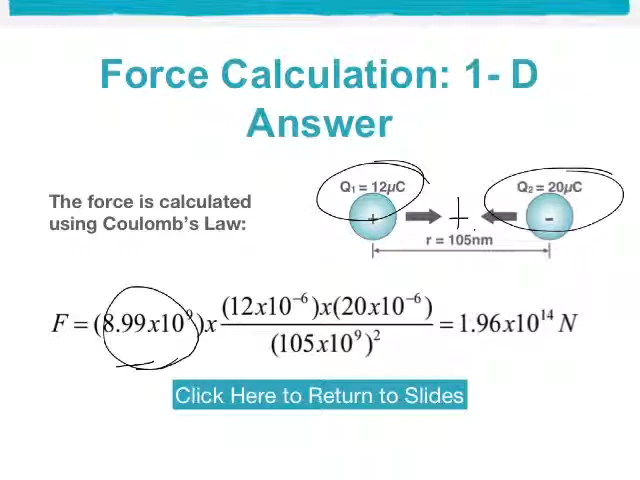 Force Calculation: 1- D
Answer
Q₁ = 12µC
Q₂ = 20µC
The force is calculated
using Coulomb's Law:
+
-
r = 105nm
F = (8.99x10⁹)x (12x10⁻⁶)x(20x10⁻⁶) / (105x10⁹)² = 1.96x10¹⁴ N
Click Here to Return to Slides